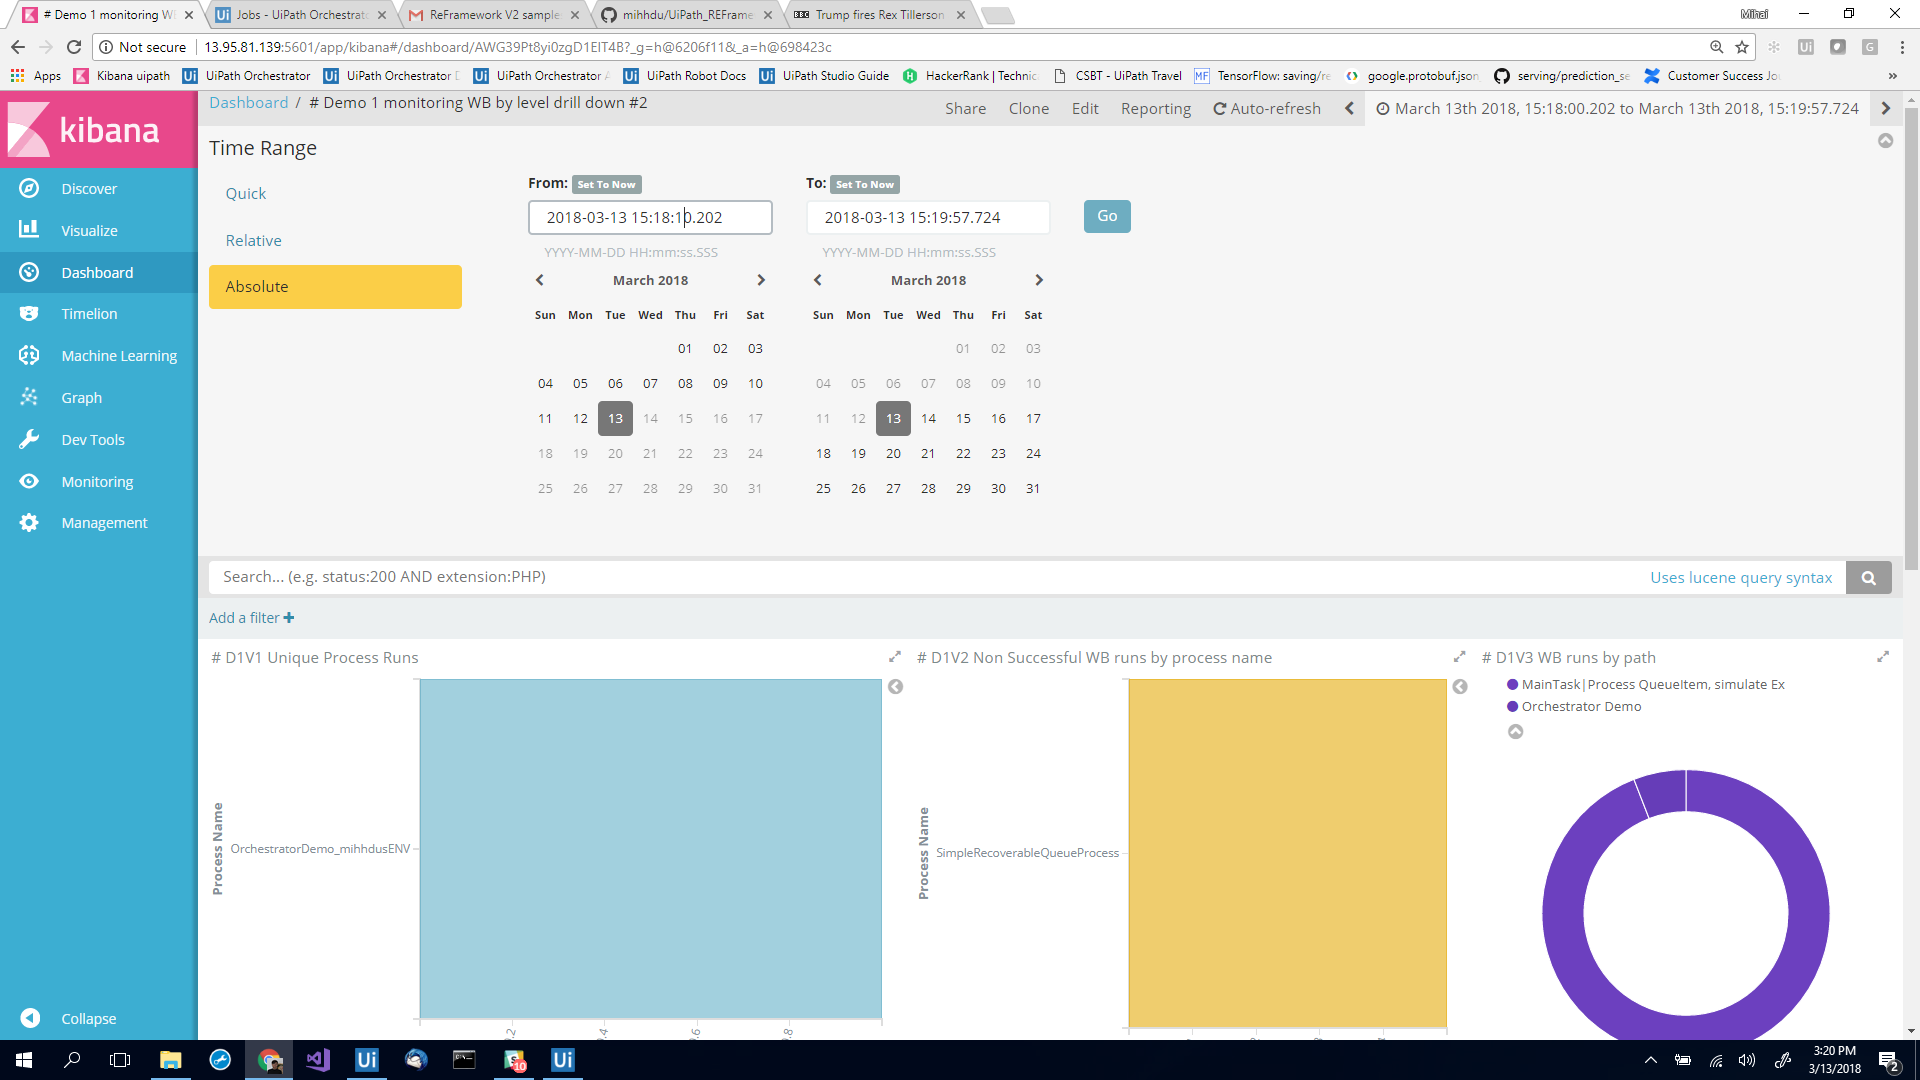 # Demo 1 monitoring W
Jobs - UiPath Orchestrat
ReFramework V2 sample
mihhdu/UiPath_REFrame
BBC Trump fires Rex Tillerson
Mihai
Not secure 13.95.81.139:5601/app/kibana#/dashboard/AWG39Pt8yi0zgD1EIT4B?_g=h@6206f11&_a=h@698423c
Apps Kibana uipath UiPath Orchestrator UiPath Orchestrator UiPath Orchestrator UiPath Robot Docs UiPath Studio Guide HackerRank | Technic CSBT - UiPath Travel TensorFlow: saving/re google.protobuf.json serving/prediction_se Customer Success Jou
kibana
Discover
Visualize
Dashboard
Timelion
Machine Learning
Graph
Dev Tools
Monitoring
Management
Collapse
Dashboard / # Demo 1 monitoring WB by level drill down #2
Share Clone Edit Reporting Auto-refresh March 13th 2018, 15:18:00.202 to March 13th 2018, 15:19:57.724
Time Range
Quick
Relative
Absolute
From: Set To Now
2018-03-13 15:18:10.202
YYYY-MM-DD HH:mm:ss.SSS
March 2018
Sun Mon Tue Wed Thu Fri Sat
01 02 03
04 05 06 07 08 09 10
11 12 13 14 15 16 17
18 19 20 21 22 23 24
25 26 27 28 29 30 31
To: Set To Now
2018-03-13 15:19:57.724
YYYY-MM-DD HH:mm:ss.SSS
March 2018
Sun Mon Tue Wed Thu Fri Sat
01 02 03
04 05 06 07 08 09 10
11 12 13 14 15 16 17
18 19 20 21 22 23 24
25 26 27 28 29 30 31
Go
Search... (e.g. status:200 AND extension:PHP)
Uses lucene query syntax
Add a filter
# D1V1 Unique Process Runs
Process Name
OrchestratorDemo_mihhdusENV
# D1V2 Non Successful WB runs by process name
Process Name
SimpleRecoverableQueueProcess
# D1V3 WB runs by path
MainTask|Process QueueItem, simulate Ex
Orchestrator Demo
3:20 PM
3/13/2018